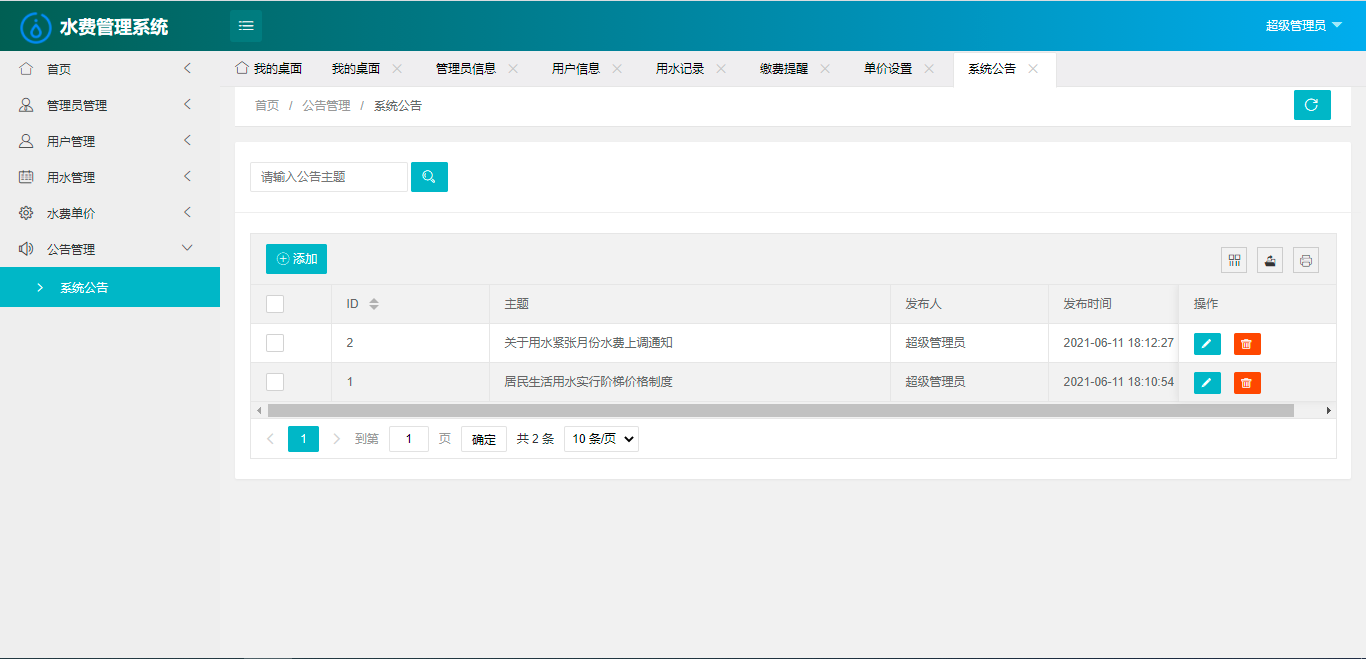 水费管理系统
超级管理员
首页
管理员管理
用户管理
用水管理
水费单价
公告管理
系统公告
我的桌面 我的桌面 管理员信息 用户信息 用水记录 缴费提醒 单价设置 系统公告
首页 / 公告管理 / 系统公告
请输入公告主题
添加
ID 主题 发布人 发布时间 操作
2 关于用水紧张月份水费上调通知 超级管理员 2021-06-11 18:12:27
1 居民生活用水实行阶梯价格制度 超级管理员 2021-06-11 18:10:54
1 到第 1 页 确定 共 2 条 10 条/页